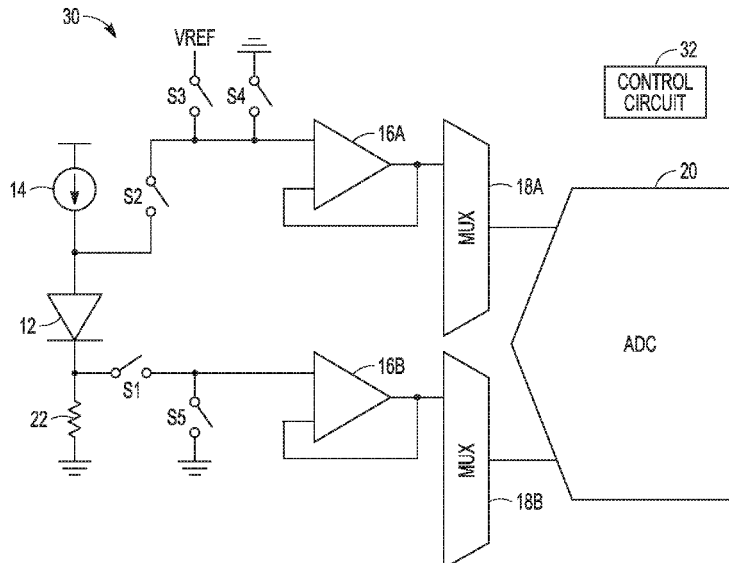 30
VREF
32
CONTROL
CIRCUIT
S3
S4
16A
18A
20
14
S2
MUX
12
ADC
16B
S1
S5
22
MUX
18B